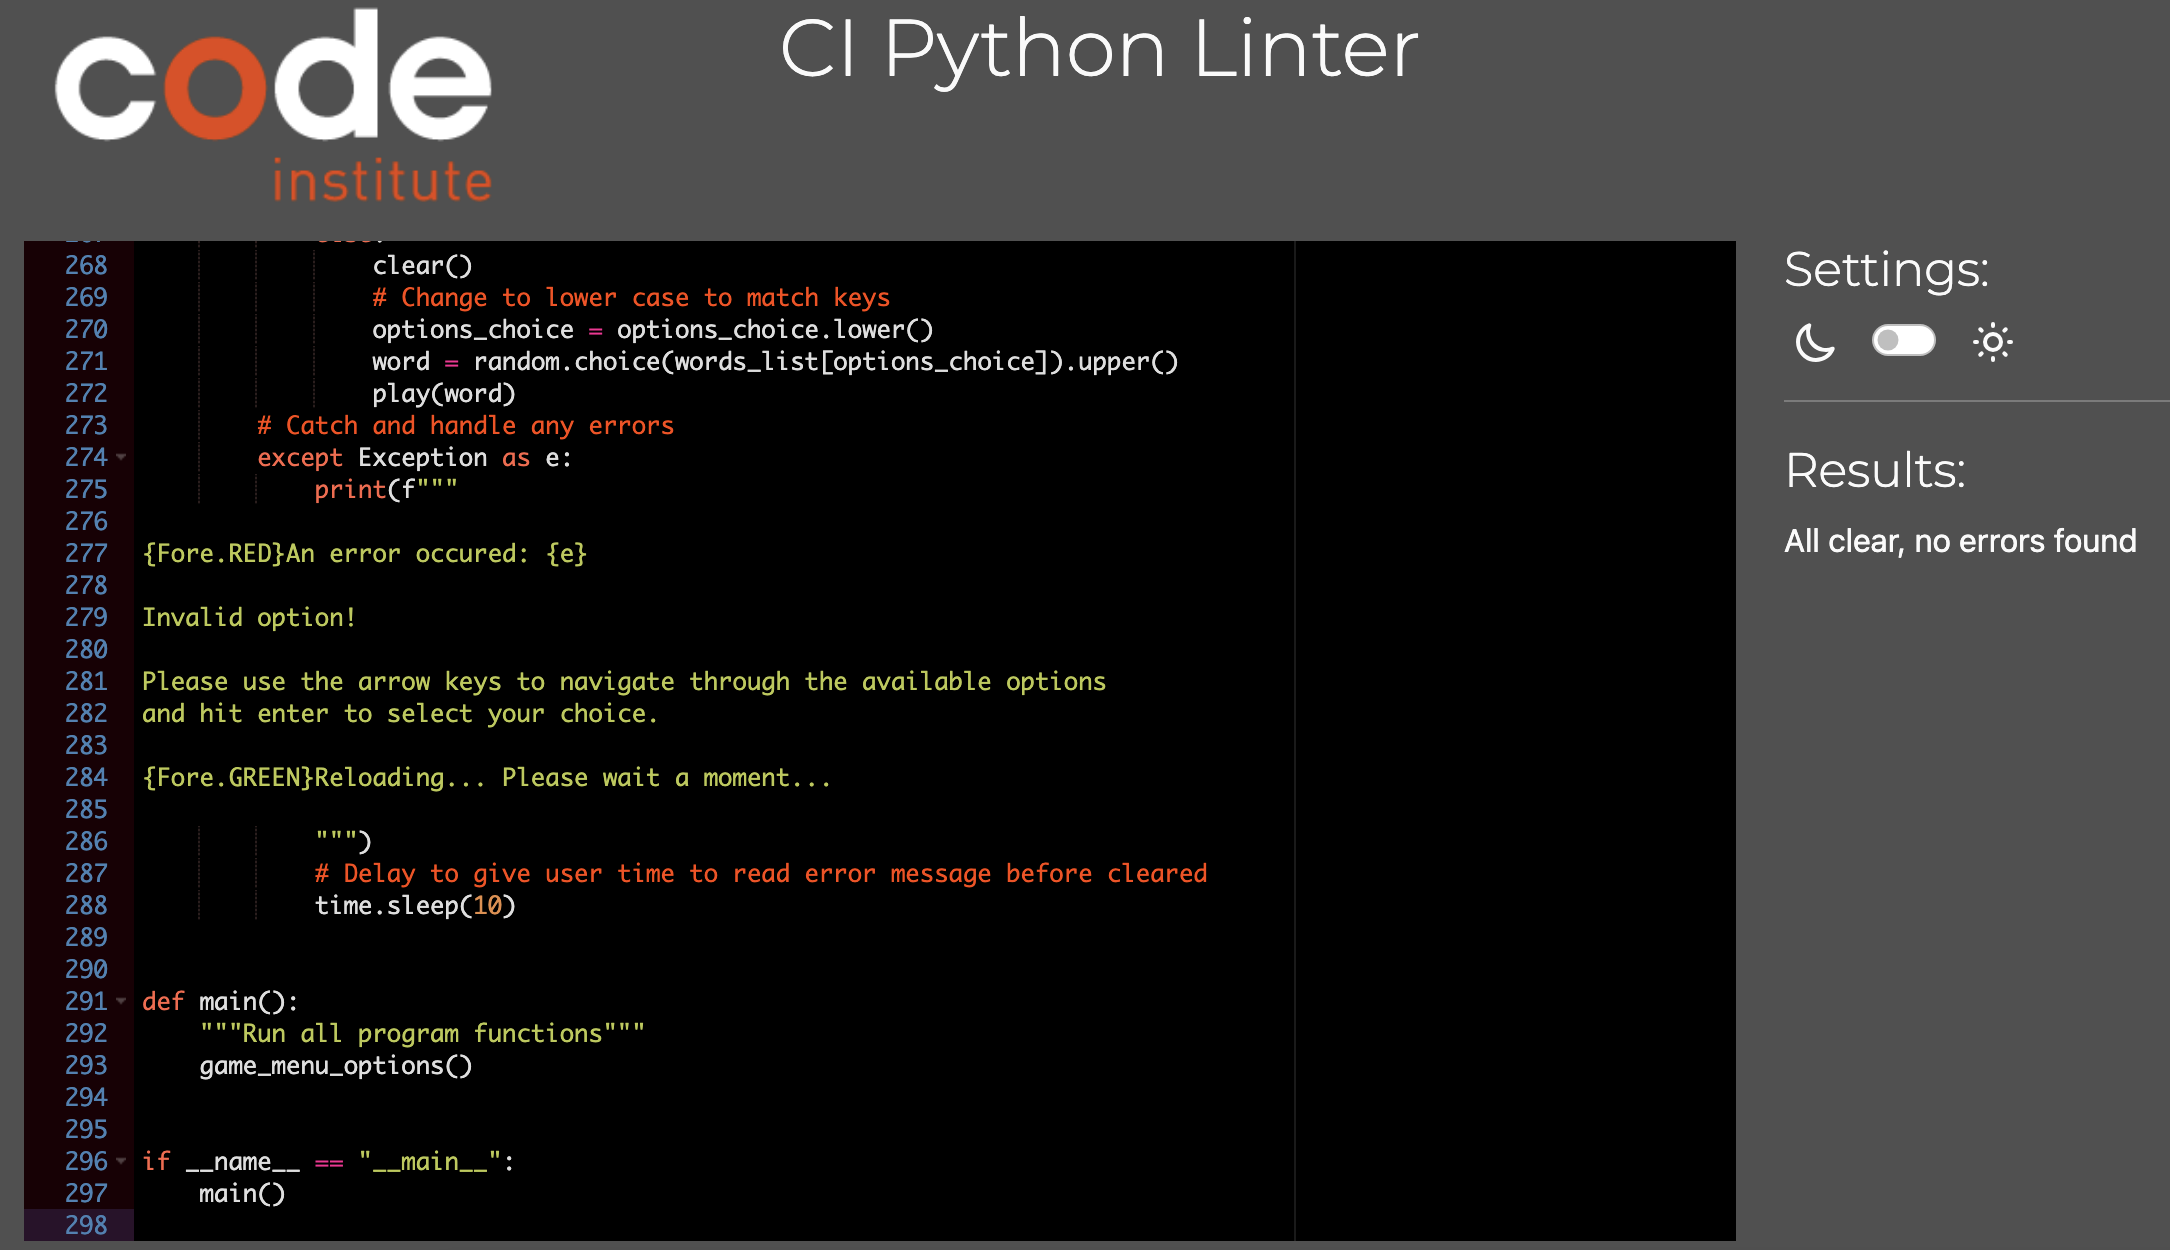 code
institute
CI Python Linter
268 clear()
269 # Change to lower case to match keys
270 options_choice = options_choice.lower()
271 word = random.choice(words_list[options_choice]).upper()
272 play(word)
273 # Catch and handle any errors
274 except Exception as e:
275 print(f"""
276
277 {Fore.RED}An error occured: {e}
278
279 Invalid option!
280
281 Please use the arrow keys to navigate through the available options
282 and hit enter to select your choice.
283
284 {Fore.GREEN}Reloading... Please wait a moment...
285
286 """)
287 # Delay to give user time to read error message before cleared
288 time.sleep(10)
289
290
291 def main():
292 """Run all program functions"""
293 game_menu_options()
294
295
296 if __name__ == "__main__":
297 main()
298
Settings:
Results:
All clear, no errors found